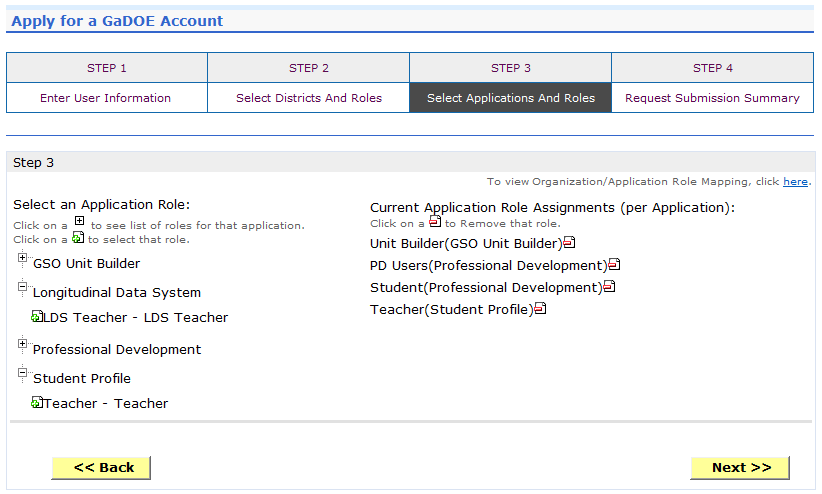 Apply for a GaDOE Account
STEP 1
STEP 2
STEP 3
STEP 4
Enter User Information
Select Districts And Roles
Select Applications And Roles
Request Submission Summary
Step 3
To view Organization/Application Role Mapping, click here.
Select an Application Role:
Click on a to see list of roles for that application.
Click on a to select that role.
GSO Unit Builder
Longitudinal Data System
LDS Teacher - LDS Teacher
Professional Development
Student Profile
Teacher - Teacher
Current Application Role Assignments (per Application):
Click on a to Remove that role.
Unit Builder(GSO Unit Builder)
PD Users(Professional Development)
Student(Professional Development)
Teacher(Student Profile)
<< Back
Next >>